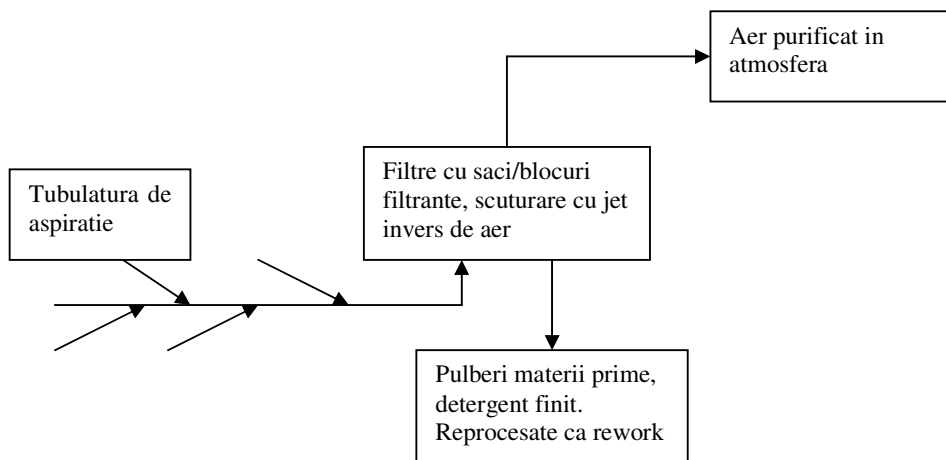 Aer purificat in
atmosfera
Filtre cu saci/blocuri
filtrante, scuturare cu jet
invers de aer
Tubulatura de
aspiratie
Pulberi materii prime,
detergent finit.
Reprocesate ca rework